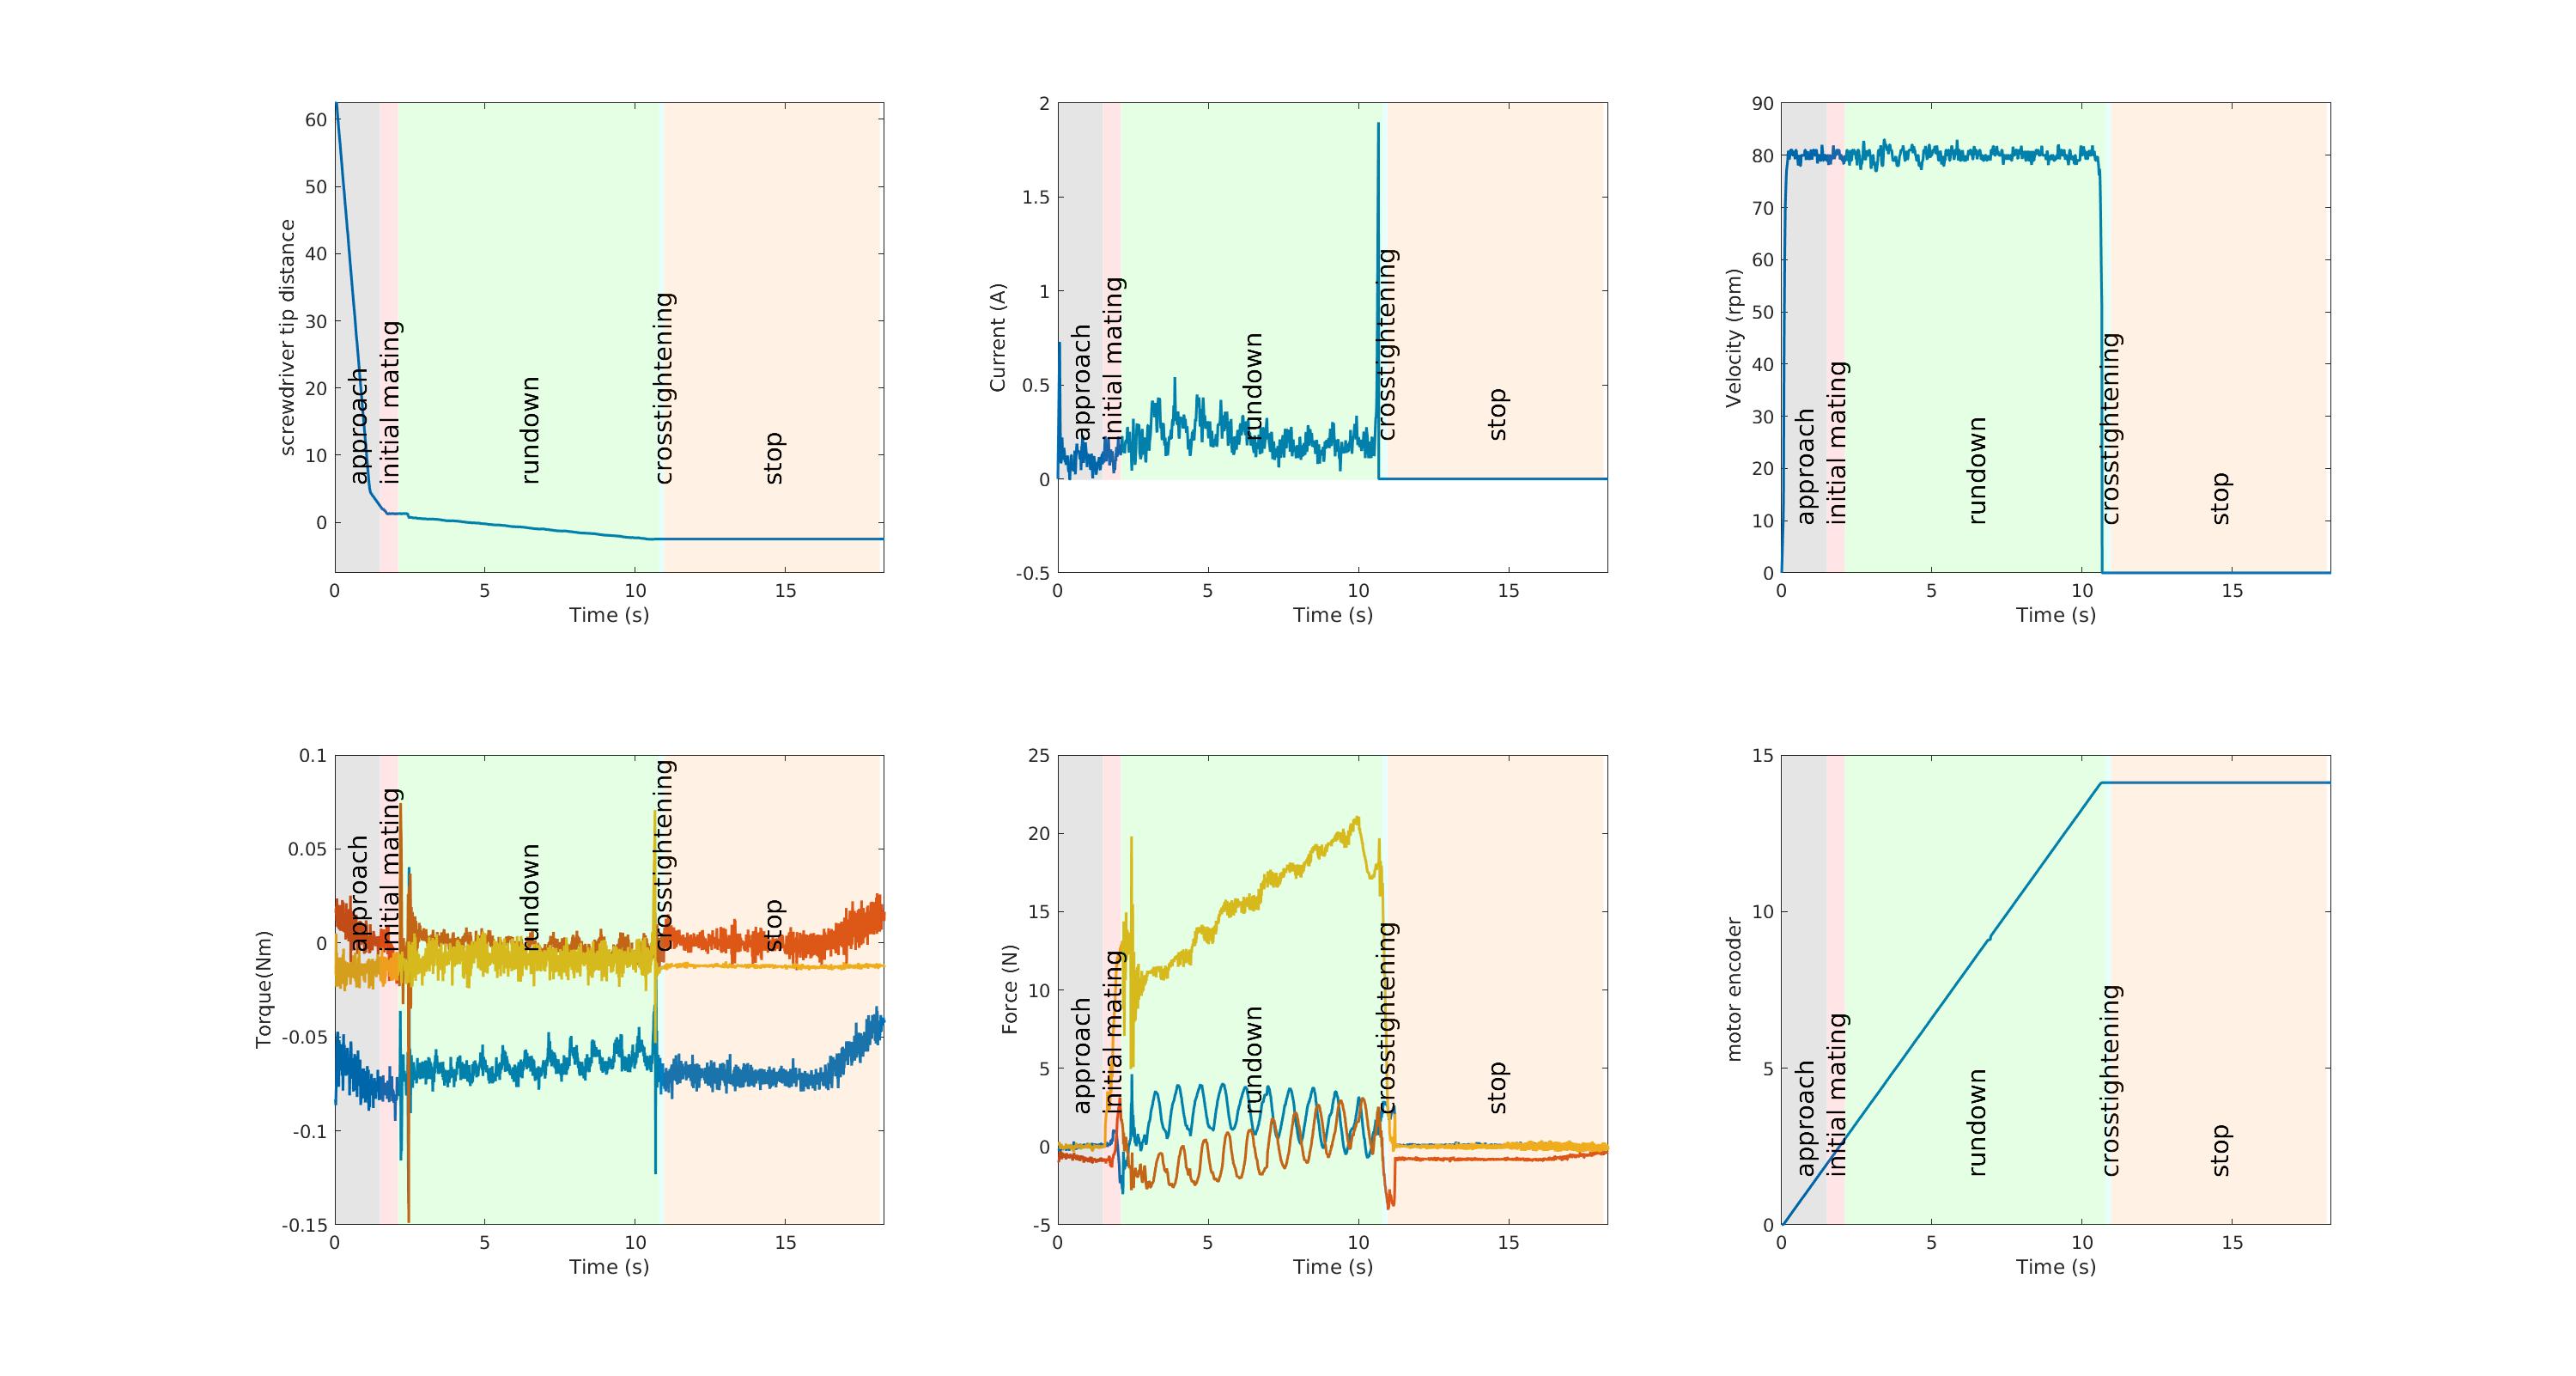 screwdriver tip distance
60
50
40
30
20
10
0
approach
initial mating
rundown
crosstightening
stop
0
5
10
15
Time (s)
Current (A)
2
1.5
1
0.5
0
-0.5
approach
initial mating
rundown
crosstightening
stop
0
5
10
15
Time (s)
Velocity (rpm)
90
80
70
60
50
40
30
20
10
0
approach
initial mating
rundown
crosstightening
stop
0
5
10
15
Time (s)
Torque(Nm)
0.1
0.05
0
-0.05
-0.1
-0.15
approach
initial mating
rundown
crosstightening
stop
0
5
10
15
Time (s)
Force (N)
25
20
15
10
5
0
-5
approach
initial mating
rundown
crosstightening
stop
0
5
10
15
Time (s)
motor encoder
15
10
5
0
approach
initial mating
rundown
crosstightening
stop
0
5
10
15
Time (s)